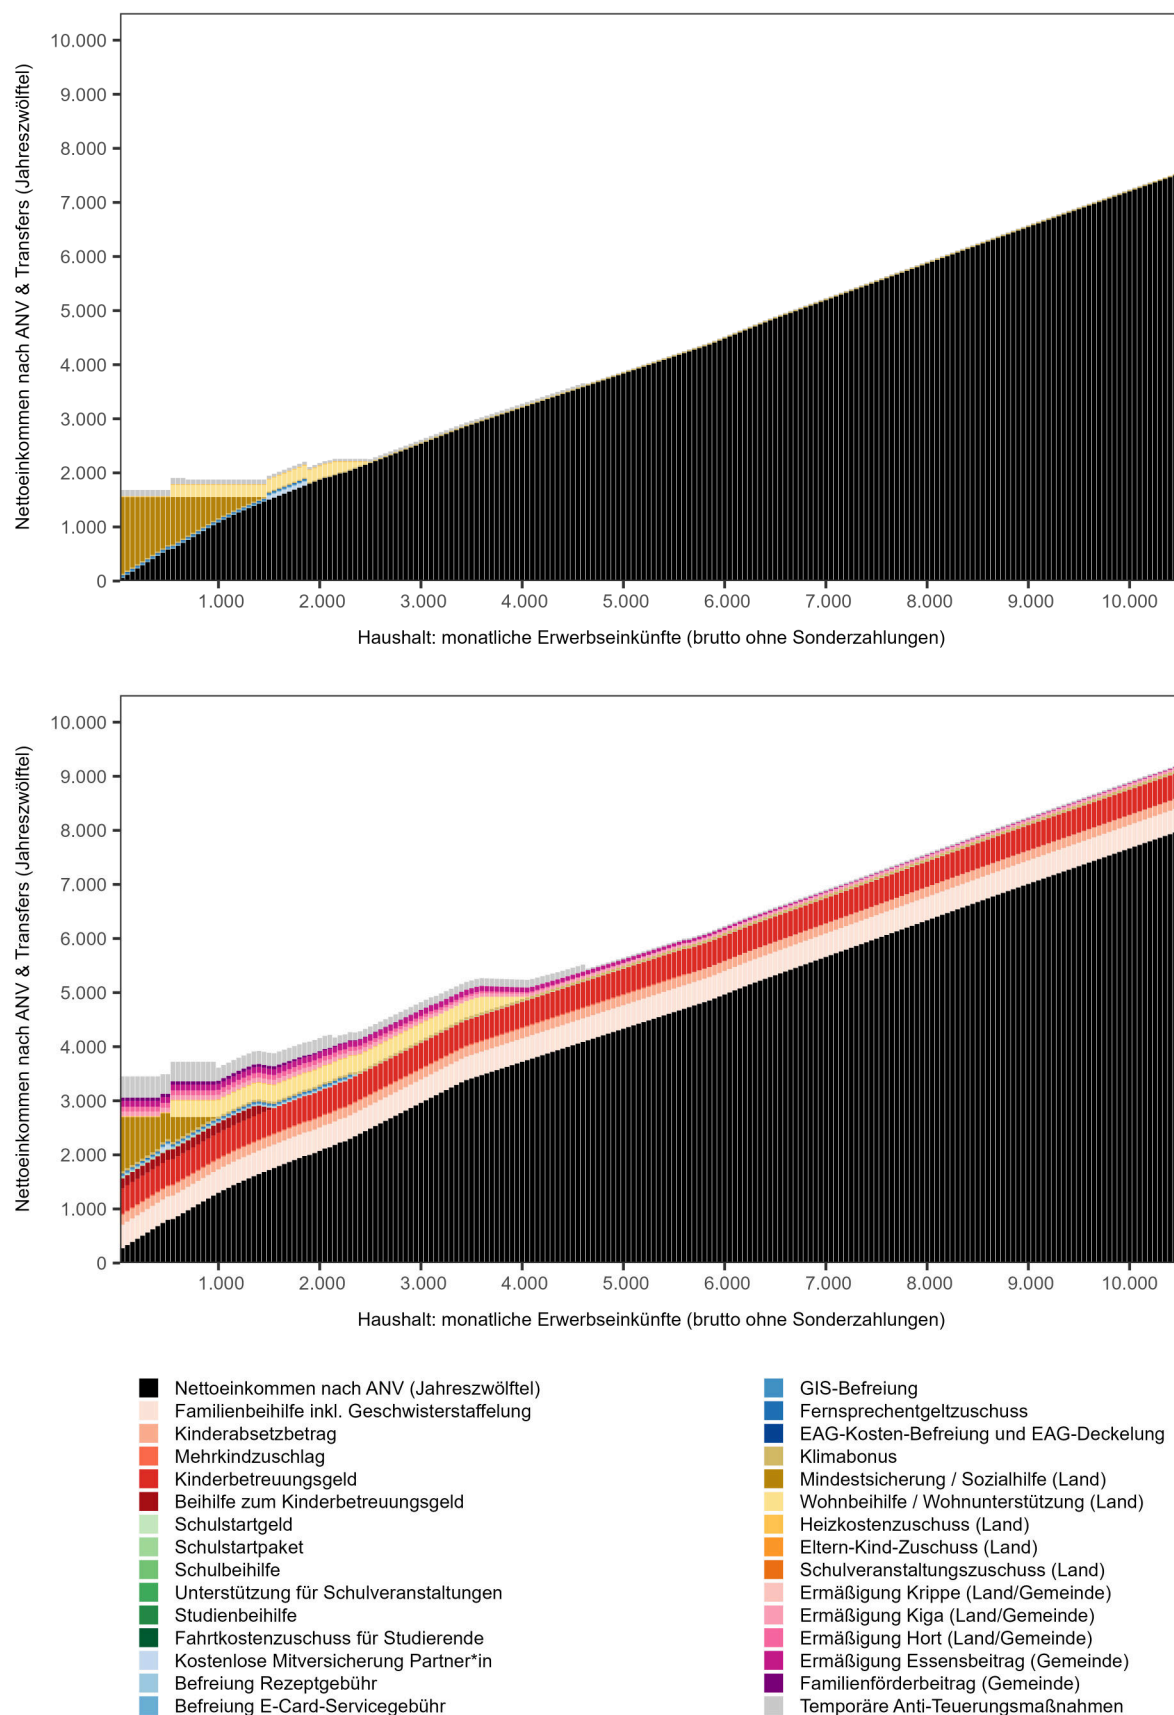 10.000
9.000
8.000
7.000
6.000
5.000
4.000
3.000
2.000
1.000
0
Nettoeinkommen nach ANV & Transfers (Jahreszwölftel)
1.000 2.000 3.000 4.000 5.000 6.000 7.000 8.000 9.000 10.000
Haushalt: monatliche Erwerbseinkünfte (brutto ohne Sonderzahlungen)
10.000
9.000
8.000
7.000
6.000
5.000
4.000
3.000
2.000
1.000
0
Nettoeinkommen nach ANV & Transfers (Jahreszwölftel)
1.000 2.000 3.000 4.000 5.000 6.000 7.000 8.000 9.000 10.000
Haushalt: monatliche Erwerbseinkünfte (brutto ohne Sonderzahlungen)
Nettoeinkommen nach ANV (Jahreszwölftel)
Familienbeihilfe inkl. Geschwisterstaffelung
Kinderabsetzbetrag
Mehrkindzuschlag
Kinderbetreuungsgeld
Beihilfe zum Kinderbetreuungsgeld
Schulstartgeld
Schulstartpaket
Schulbeihilfe
Unterstützung für Schulveranstaltungen
Studienbeihilfe
Fahrtkostenzuschuss für Studierende
Kostenlose Mitversicherung Partner*in
Befreiung Rezeptgebühr
Befreiung E-Card-Servicegebühr
GIS-Befreiung
Fernsprechentgeltzuschuss
EAG-Kosten-Befreiung und EAG-Deckelung
Klimabonus
Mindestsicherung / Sozialhilfe (Land)
Wohnbeihilfe / Wohnunterstützung (Land)
Heizkostenzuschuss (Land)
Eltern-Kind-Zuschuss (Land)
Schulveranstaltungszuschuss (Land)
Ermäßigung Krippe (Land/Gemeinde)
Ermäßigung Kiga (Land/Gemeinde)
Ermäßigung Hort (Land/Gemeinde)
Ermäßigung Essensbeitrag (Gemeinde)
Familienförderbeitrag (Gemeinde)
Temporäre Anti-Teuerungsmaßnahmen